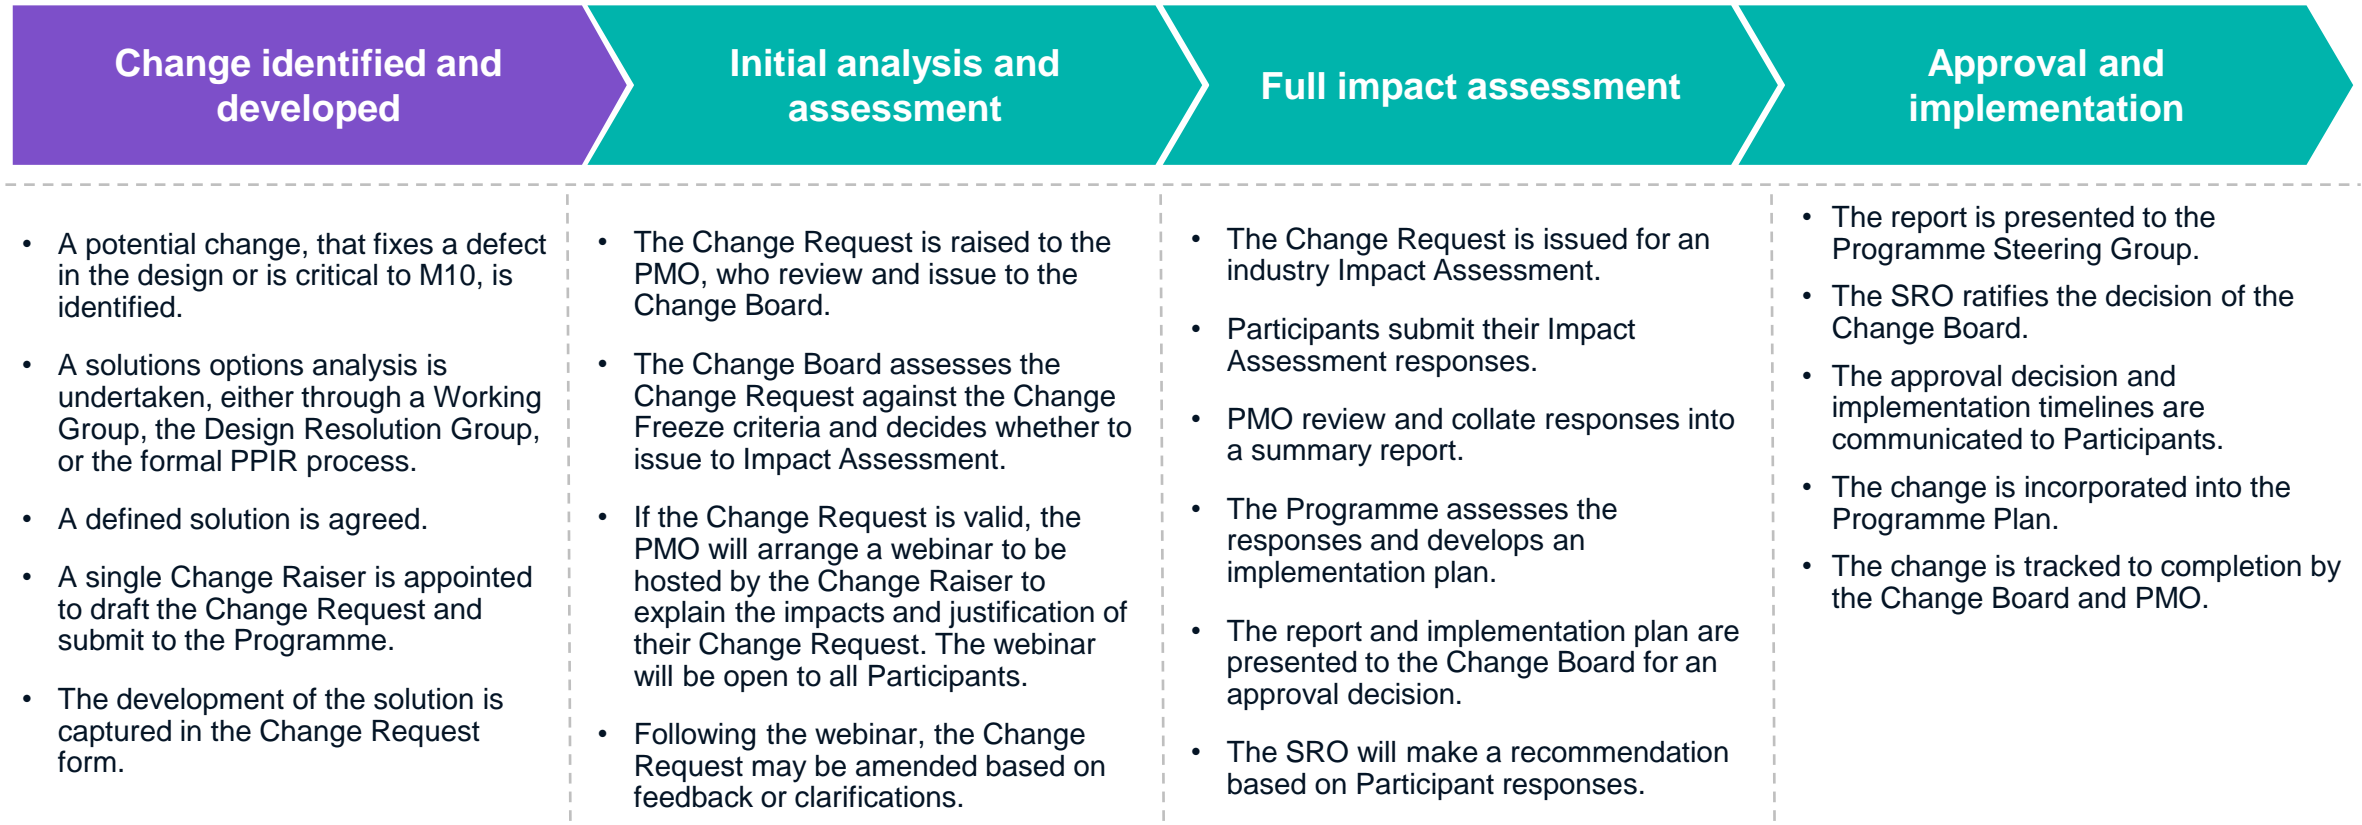 Change identified and
developed
Initial analysis and
assessment
Full impact assessment
Approval and
implementation
• A potential change, that fixes a defect
in the design or is critical to M10, is
identified.
• A solutions options analysis is
undertaken, either through a Working
Group, the Design Resolution Group,
or the formal PPIR process.
• A defined solution is agreed.
• A single Change Raiser is appointed
to draft the Change Request and
submit to the Programme.
• The development of the solution is
captured in the Change Request
form.
• The Change Request is raised to the
PMO, who review and issue to the
Change Board.
• The Change Board assesses the
Change Request against the Change
Freeze criteria and decides whether to
issue to Impact Assessment.
• If the Change Request is valid, the
PMO will arrange a webinar to be
hosted by the Change Raiser to
explain the impacts and justification of
their Change Request. The webinar
will be open to all Participants.
• Following the webinar, the Change
Request may be amended based on
feedback or clarifications.
• The Change Request is issued for an
industry Impact Assessment.
• Participants submit their Impact
Assessment responses.
• PMO review and collate responses into
a summary report.
• The Programme assesses the
responses and develops an
implementation plan.
• The report and implementation plan are
presented to the Change Board for an
approval decision.
• The SRO will make a recommendation
based on Participant responses.
• The report is presented to the
Programme Steering Group.
• The SRO ratifies the decision of the
Change Board.
• The approval decision and
implementation timelines are
communicated to Participants.
• The change is incorporated into the
Programme Plan.
• The change is tracked to completion by
the Change Board and PMO.